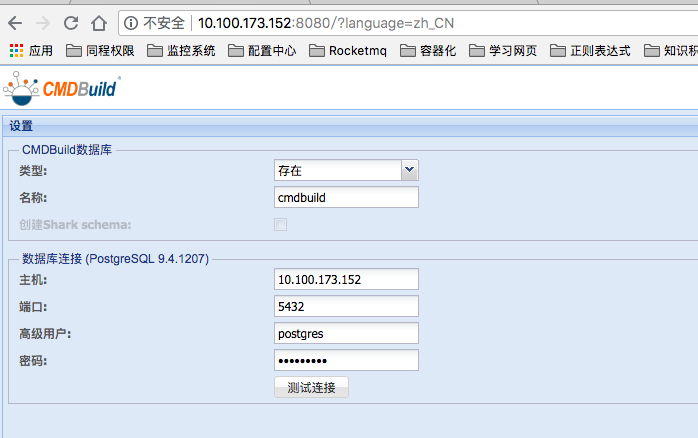 不安全 10.100.173.152:8080/?language=zh_CN
应用 同程权限 监控系统 配置中心 Rocketmq 容器化 学习网页 正则表达式 知识积
CMDBuild
设置
CMDBuild数据库
类型: 存在
名称: cmdbuild
创建Shark schema:
数据库连接 (PostgreSQL 9.4.1207)
主机: 10.100.173.152
端口: 5432
高级用户: postgres
密码: •••••••••
测试连接